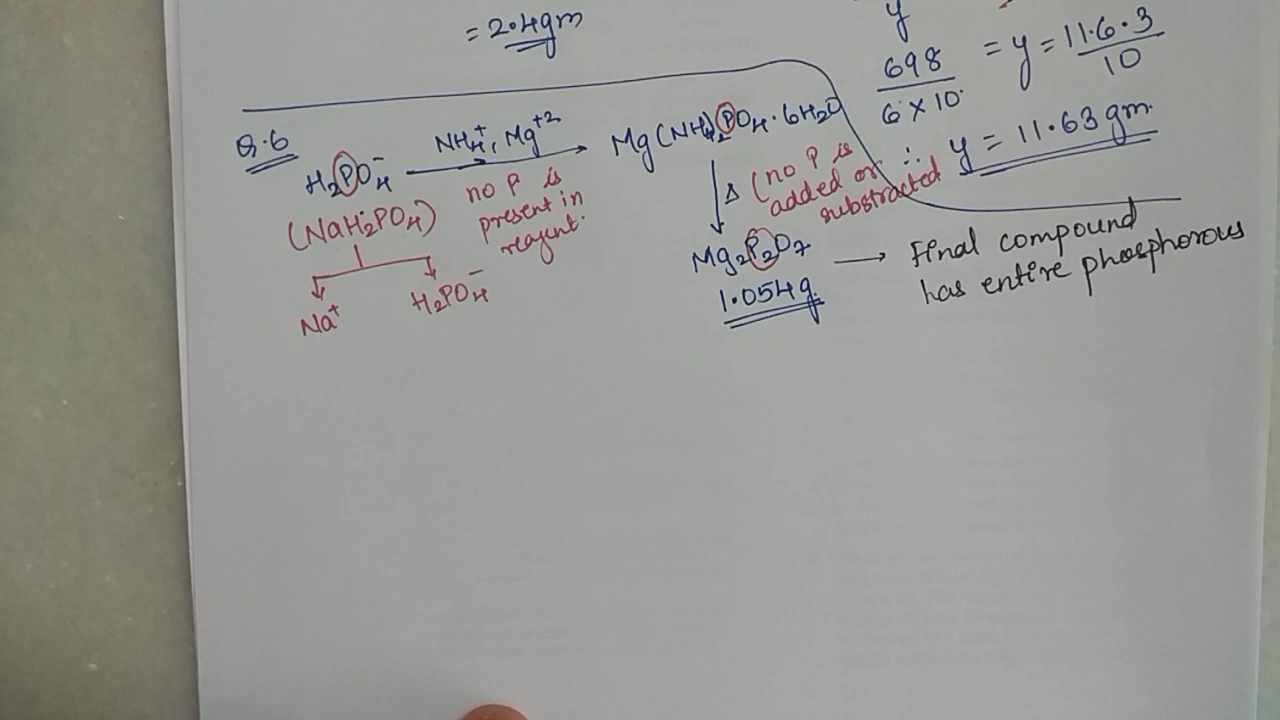 = 2.4gm
y
698
6 × 10
= y = 11.6.3
10
∴ y = 11.63 gm.
Q.6
H₂PO₄⁻
NH₄⁺, Mg⁺²
Mg(NH₄)₂PO₄.6H₂O
(NaH₂PO₄)
no P is
present in
reagent.
Δ
(no P is
added or
substracted
Na⁺
H₂PO₄⁻
Mg₂P₂O₇
1.054g.
→ Final compound
has entire phosphorous